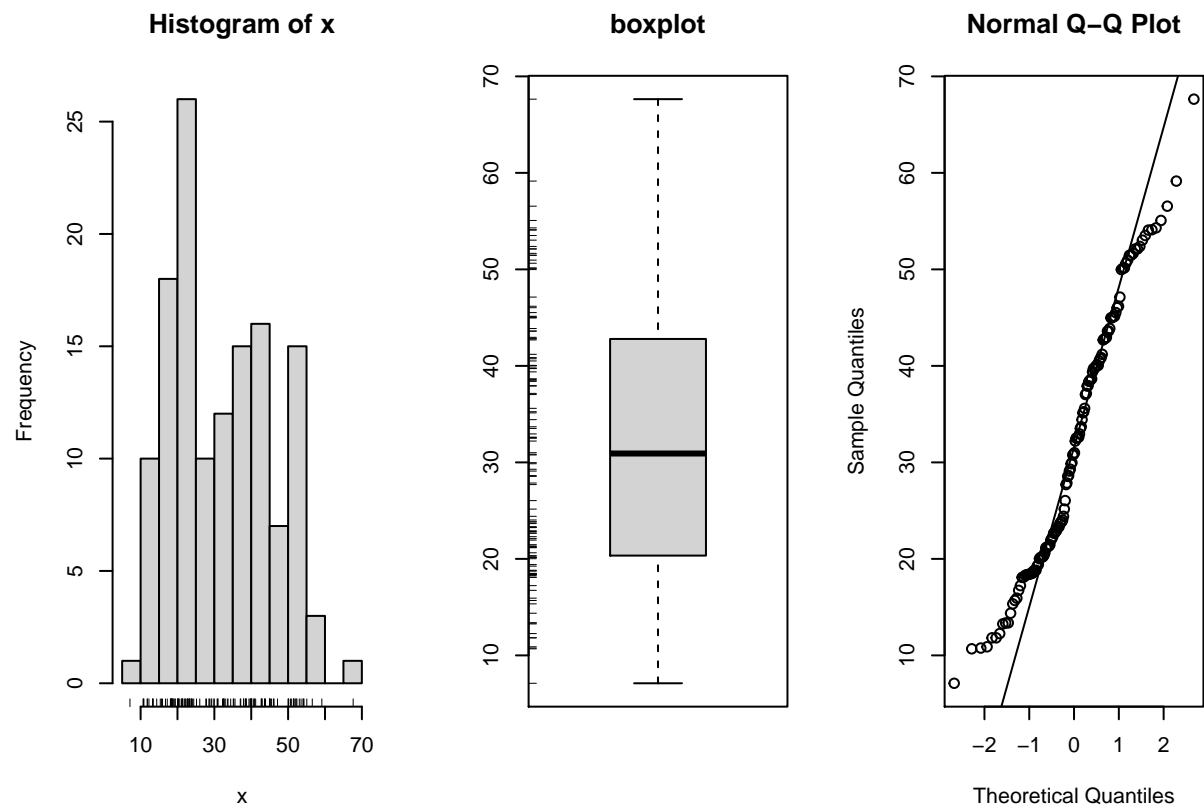 Histogram of x
Frequency
25
20
15
10
5
0
10 30 50 70
x
boxplot
70
60
50
40
30
20
10
Normal Q−Q Plot
Sample Quantiles
70
60
50
40
30
20
10
−2 −1 0 1 2
Theoretical Quantiles